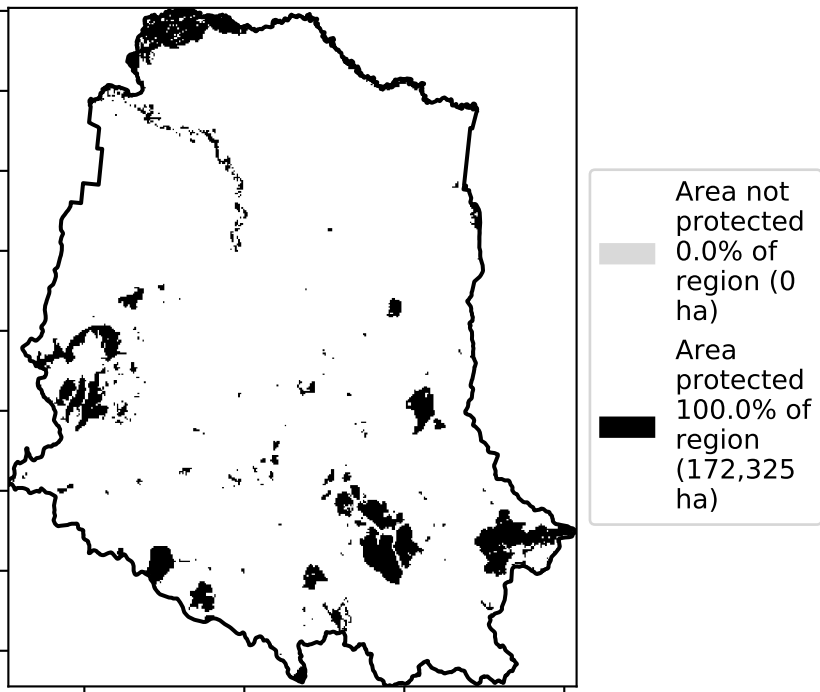 Area not
protected
0.0% of
region (0
ha)
Area
protected
100.0% of
region
(172,325
ha)